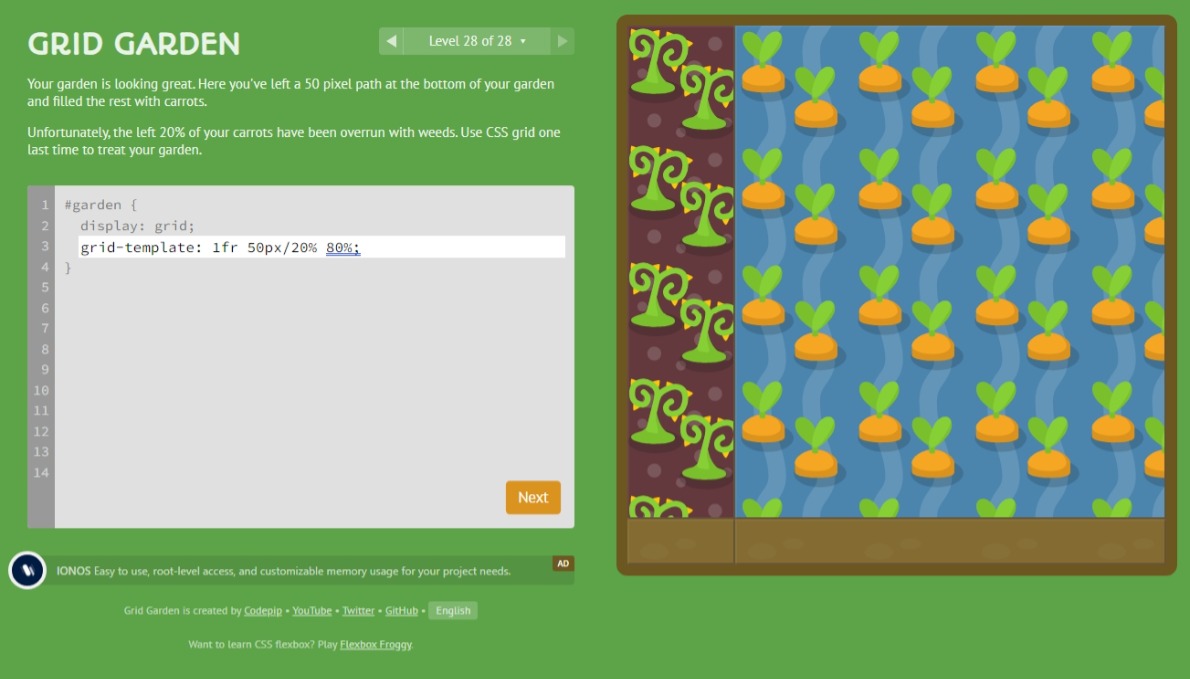 GRID GARDEN
Level 28 of 28
Your garden is looking great. Here you've left a 50 pixel path at the bottom of your garden
and filled the rest with carrots.
Unfortunately, the left 20% of your carrots have been overrun with weeds. Use CSS grid one
last time to treat your garden.
1 #garden {
2 display: grid;
3 grid-template: 1fr 50px/20% 80%;
4 }
5
6
7
8
9
10
11
12
13
14
Next
IONOS Easy to use, root-level access, and customizable memory usage for your project needs.
AD
Grid Garden is created by Codepip • YouTube • Twitter • GitHub • English
Want to learn CSS flexbox? Play Flexbox Froggy.